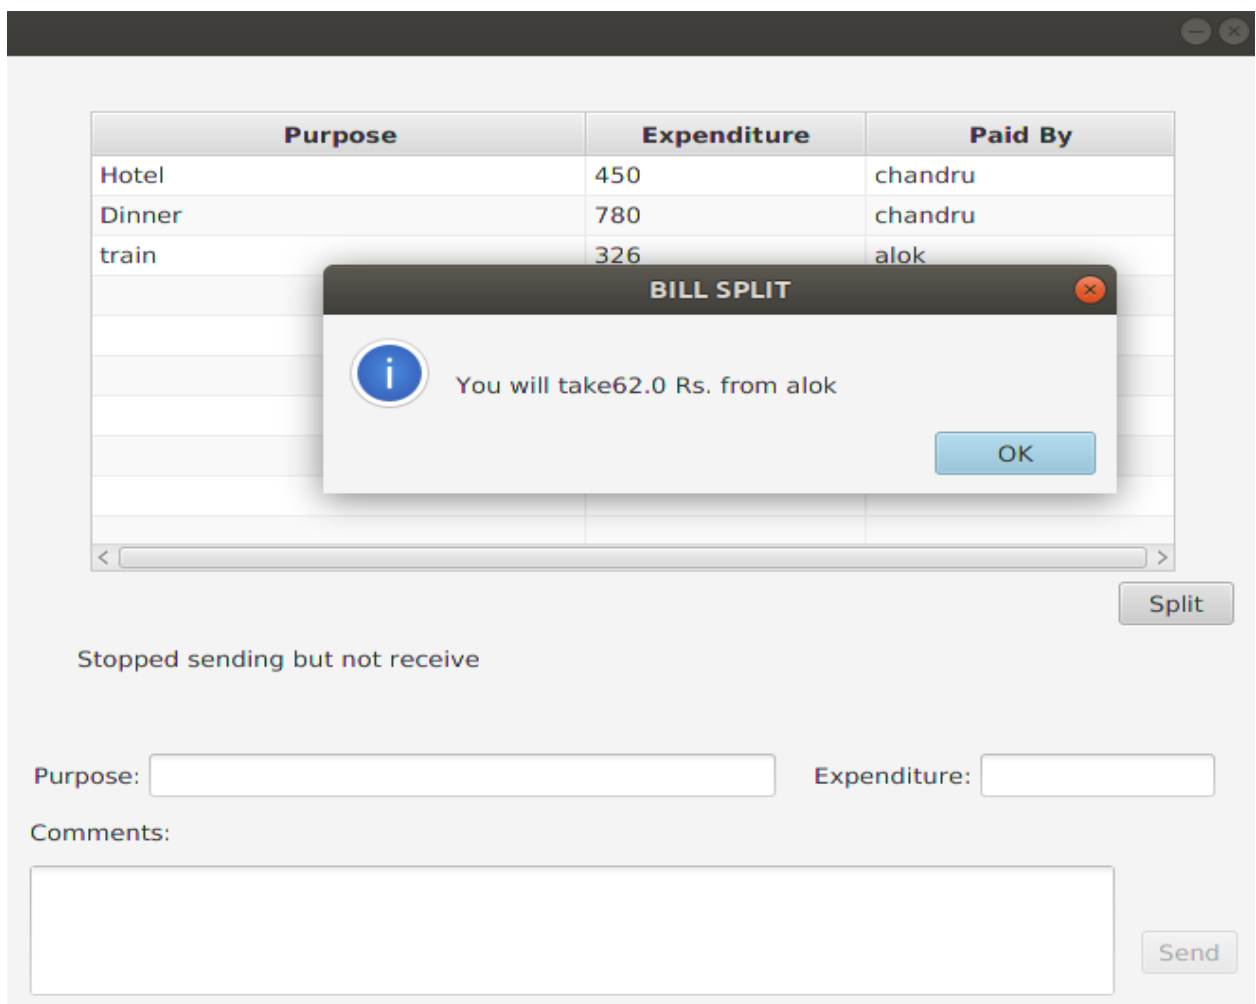 Purpose Expenditure Paid By
Hotel 450 chandru
Dinner 780 chandru
train 326 alok
BILL SPLIT
You will take62.0 Rs. from alok
OK
Split
Stopped sending but not receive
Purpose: Expenditure:
Comments:
Send